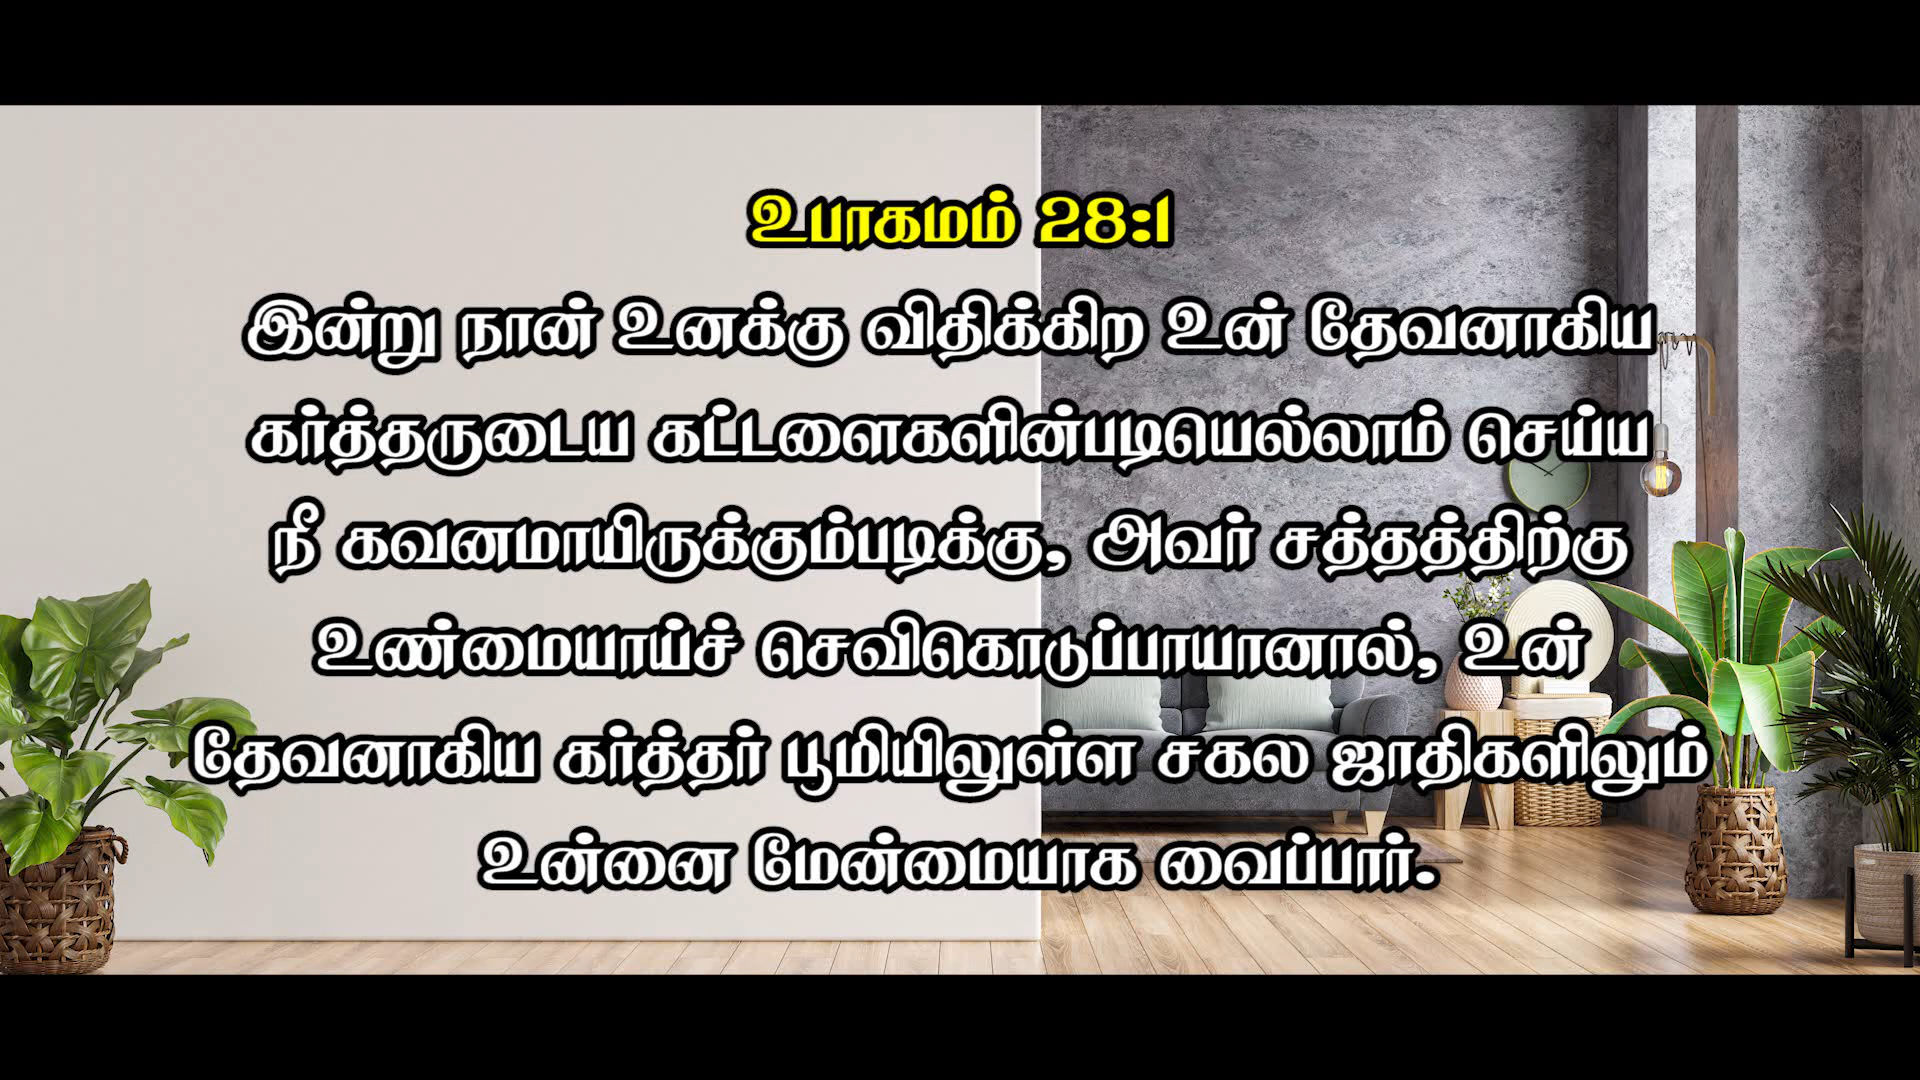 உபாகமம் 28:1
இன்று நான் உனக்கு விதிக்கிற உன் தேவனாகிய
கர்த்தருடைய கட்டளைகளின்படியெல்லாம் செய்ய
நீ கவனமாயிருக்கும்படிக்கு, அவர் சத்தத்திற்கு
உண்மையாய்ச் செவிகொடுப்பாயானால், உன்
தேவனாகிய கர்த்தர் பூமியிலுள்ள சகல ஜாதிகளிலும்
உன்னை மேன்மையாக வைப்பார்.